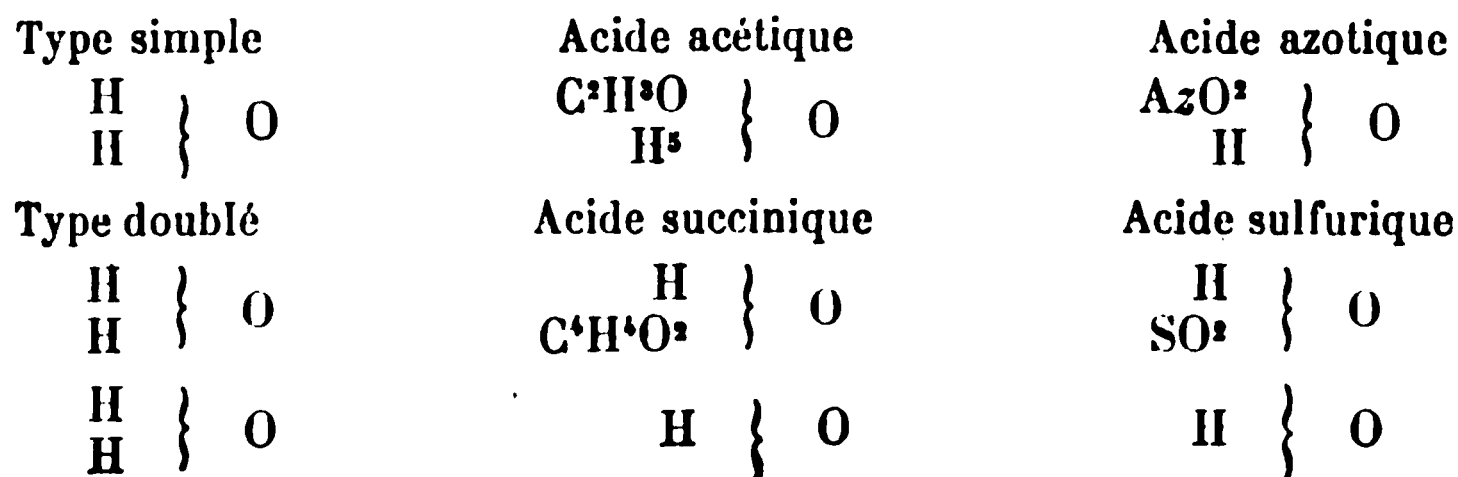 Type simple Acide acétique Acide azotique
H C²H³O AzO²
H } O H⁵ } O H } O
Type doublé Acide succinique Acide sulfurique
H H H
H } O C⁴H⁴O² } O SO² } O
H
H } O H } O H } O